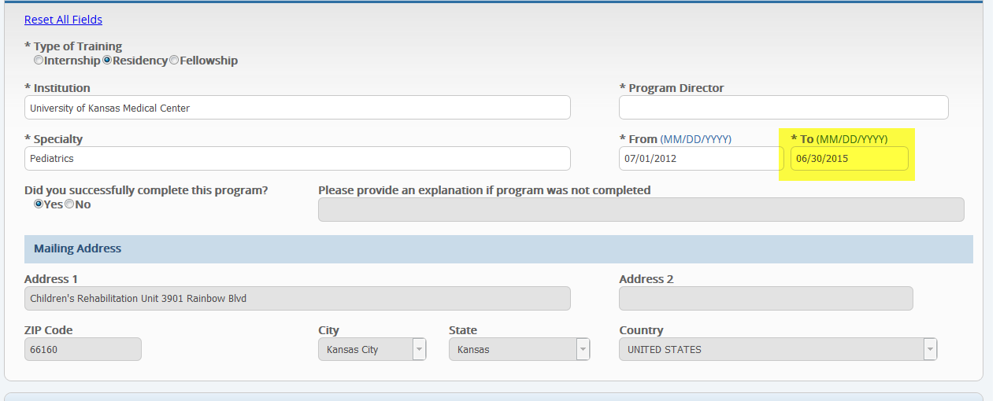 Reset All Fields
* Type of Training
Internship Residency Fellowship
* Institution * Program Director
University of Kansas Medical Center
* Specialty * From (MM/DD/YYYY) * To (MM/DD/YYYY)
Pediatrics 07/01/2012 06/30/2015
Did you successfully complete this program? Please provide an explanation if program was not completed
Yes No
Mailing Address
Address 1 Address 2
Children's Rehabilitation Unit 3901 Rainbow Blvd
ZIP Code City State Country
66160 Kansas City Kansas UNITED STATES